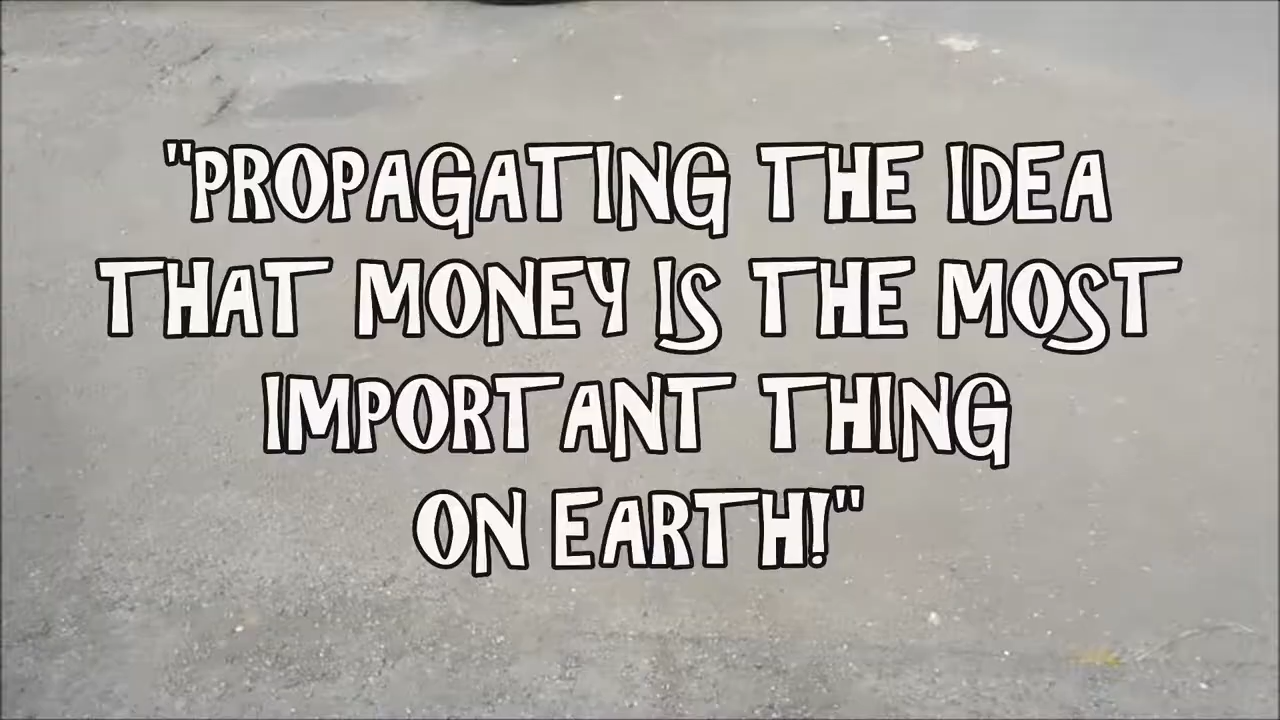 "PROPAGATING THE IDEA
THAT MONEY IS THE MOST
IMPORTANT THING
ON EARTH!"